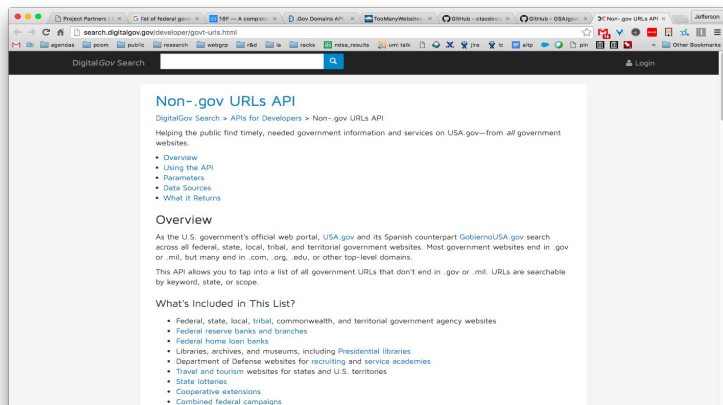 Project Partners
list of federal gove
18F — A complete
.Gov Domains API
TooManyWebsites
GitHub - ctacdev
GitHub - GSA/gov
Non-.gov URLs API
Jefferson
search.digitalgov.gov/developer/govt-urls.html
agendas pcom public research webgrp r&d ia racks ndsa_results uml talk aitp pin Other Bookmarks
DigitalGov Search
Login
Non-.gov URLs API
DigitalGov Search > APIs for Developers > Non-.gov URLs API
Helping the public find timely, needed government information and services on USA.gov—from all government
websites.
• Overview
• Using the API
• Parameters
• Data Sources
• What it Returns
Overview
As the U.S. government's official web portal, USA.gov and its Spanish counterpart GobiernoUSA.gov search
across all federal, state, local, tribal, and territorial government websites. Most government websites end in .gov
or .mil, but many end in .com, .org, .edu, or other top-level domains.
This API allows you to tap into a list of all government URLs that don't end in .gov or .mil. URLs are searchable
by keyword, state, or scope.
What's Included in This List?
• Federal, state, local, tribal, commonwealth, and territorial government agency websites
• Federal reserve banks and branches
• Federal home loan banks
• Libraries, archives, and museums, including Presidential libraries
• Department of Defense websites for recruiting and service academies
• Travel and tourism websites for states and U.S. territories
• State lotteries
• Cooperative extensions
• Combined federal campaigns